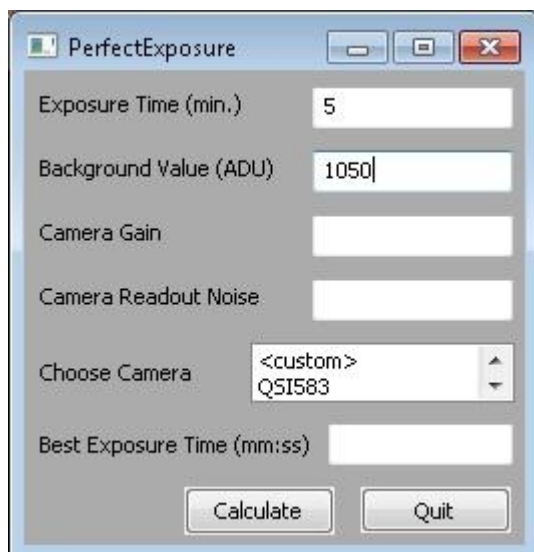 PerfectExposure
Exposure Time (min.) 5
Background Value (ADU) 1050
Camera Gain
Camera Readout Noise
Choose Camera <custom>
QSI583
Best Exposure Time (mm:ss)
Calculate Quit